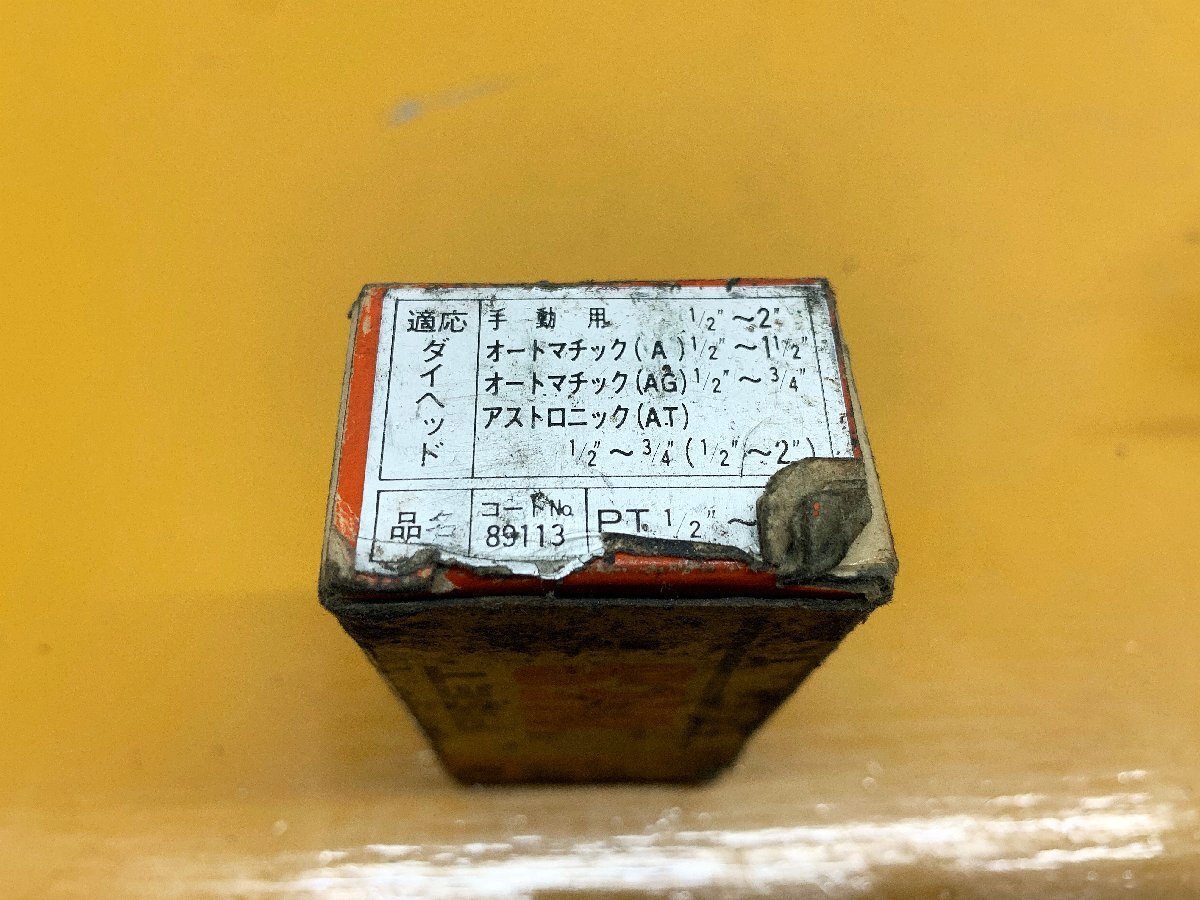 適応ダイヘッド
手動用 1/2"～2"
オートマチック(A) 1/2"～1 1/2"
オートマチック(AG) 1/2"～3/4"
アストロニック(A.T)
1/2"～3/4" (1/2"～2")
品名
コードNo.
89113
PT. 1/2"～
SET